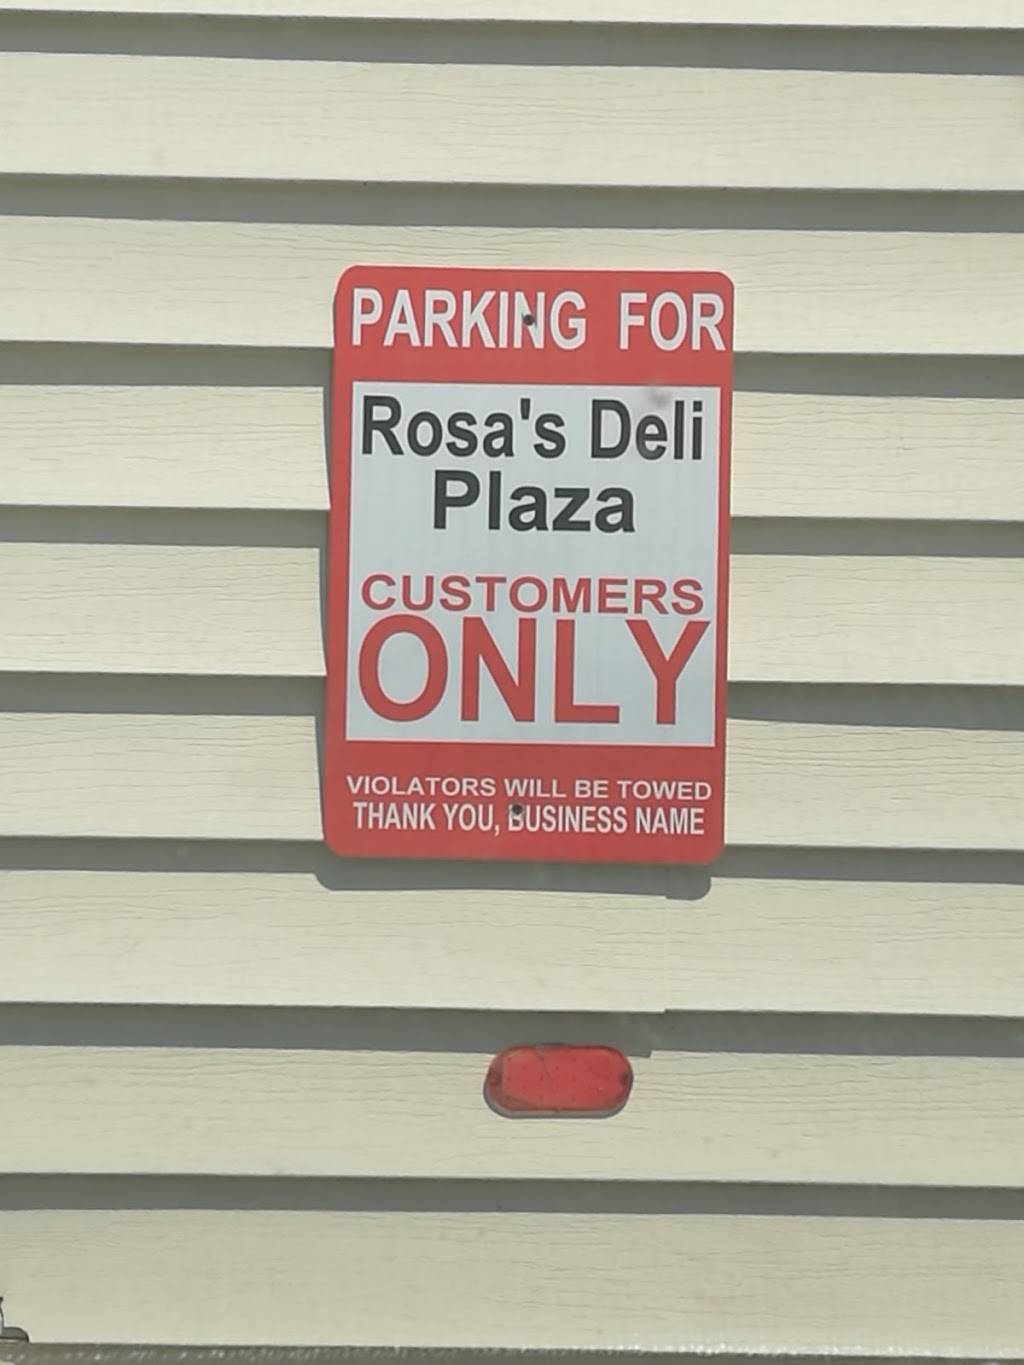 PARKING FOR
Rosa's Deli
Plaza
CUSTOMERS
ONLY
VIOLATORS WILL BE TOWED
THANK YOU, BUSINESS NAME